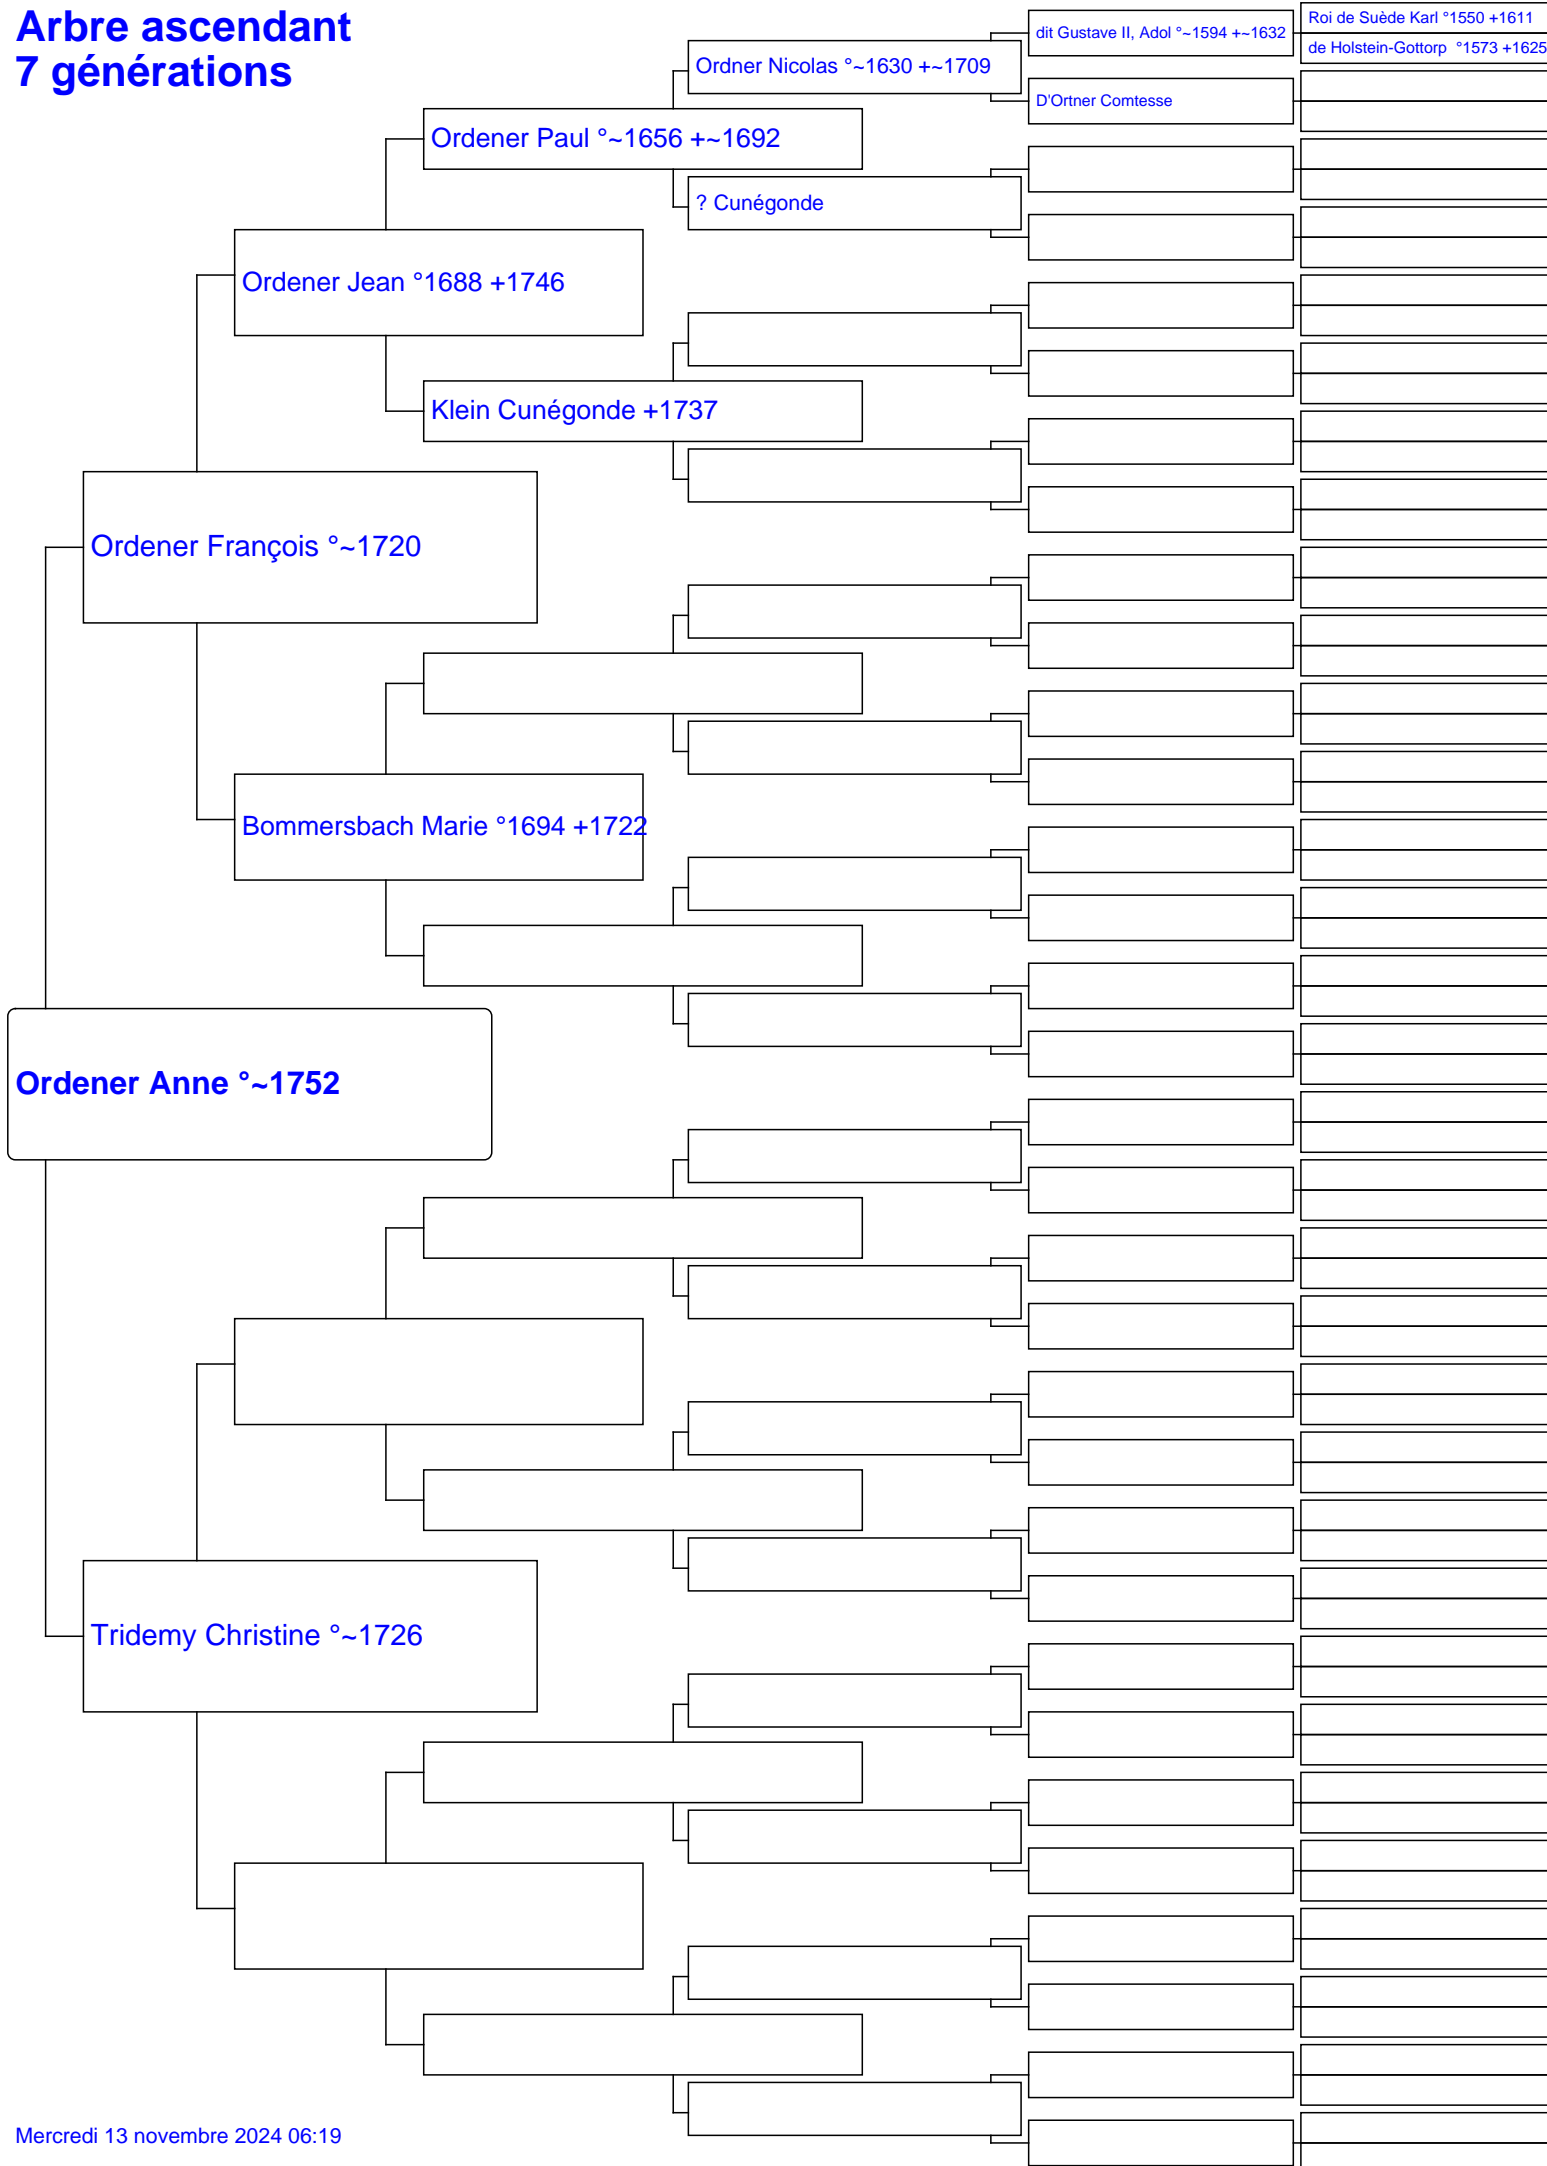 Arbre ascendant
7 générations
Roi de Suède Karl °1550 +1611
dit Gustave II, Adol °~1594 +~1632
de Holstein-Gottorp °1573 +1625
Ordner Nicolas °~1630 +~1709
D'Ortner Comtesse
Ordener Paul °~1656 +~1692
? Cunégonde
Ordener Jean °1688 +1746
Klein Cunégonde +1737
Ordener François °~1720
Bommersbach Marie °1694 +1722
Ordener Anne °~1752
Tridemy Christine °~1726
Mercredi 13 novembre 2024 06:19